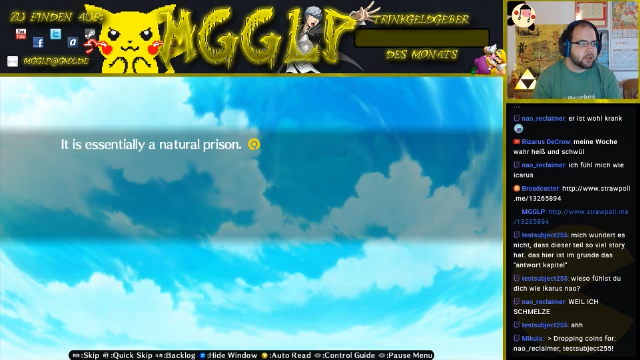 ZU FINDEN AUF:
MGGLP@GMX.DE
MGGLP
TRINKGELDGEBER
DES MONATS
It is essentially a natural prison.
nao_reclaimer: er ist wohl krank
Rizarus DeCrow: meine Woche
wahr heiß und schwül
nao_reclaimer: ich fühl mich wie
icarus
Broadcaster: http://www.strawpoll
.me/13265894
MGGLP: http://www.strawpoll.me
/13265894
testsubject255: mich wundert es
nicht, dass dieser teil so viel story
hat. das hier ist im grunde das
"antwort kapitel"
testsubject255: wieso fühlst du
dich wie Ikarus nao?
nao_reclaimer: WEIL ICH
SCHMELZE
testsubject255: ahh
Mikuia: > Dropping coins for:
nao_reclaimer, testsubject255!
:Skip :Quick Skip :Backlog :Hide Window :Auto Read :Control Guide :Pause Menu